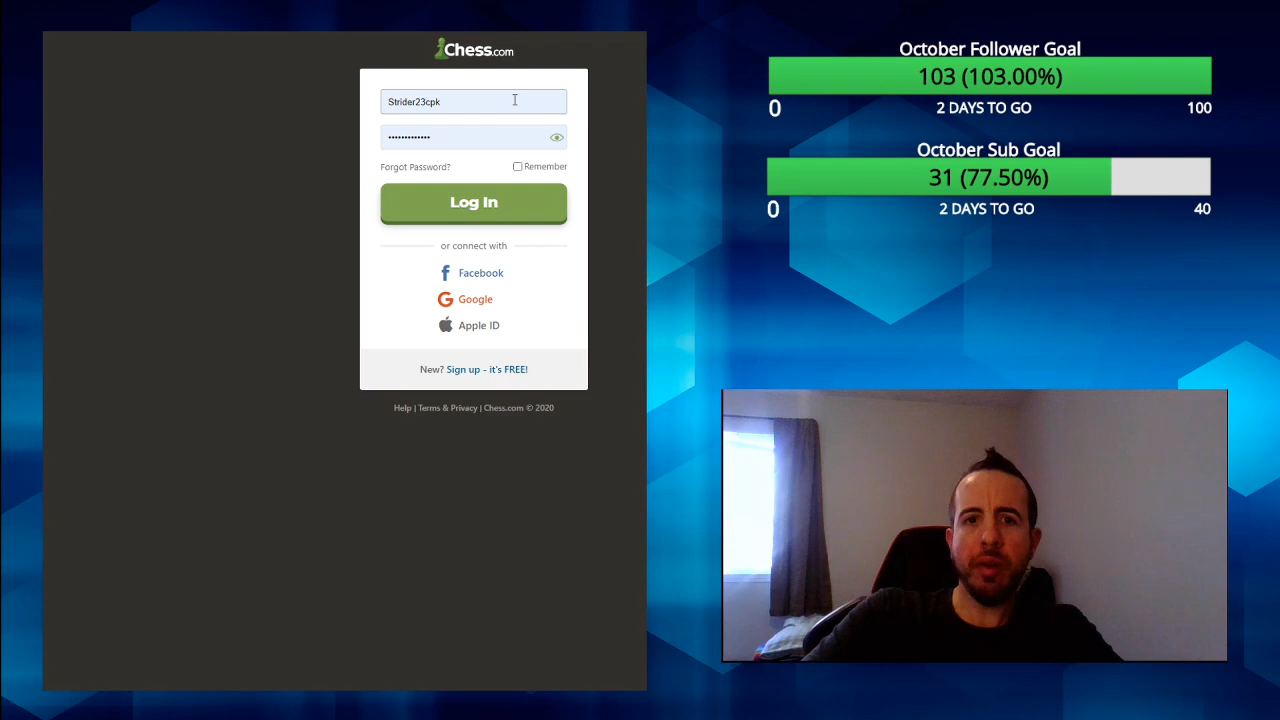 Chess.com
Strider23cpk
•••••••••••••
Forgot Password?
Remember
Log In
or connect with
Facebook
Google
Apple ID
New? Sign up - it's FREE!
Help | Terms & Privacy | Chess.com © 2020
October Follower Goal
103 (103.00%)
0
2 DAYS TO GO
100
October Sub Goal
31 (77.50%)
0
2 DAYS TO GO
40